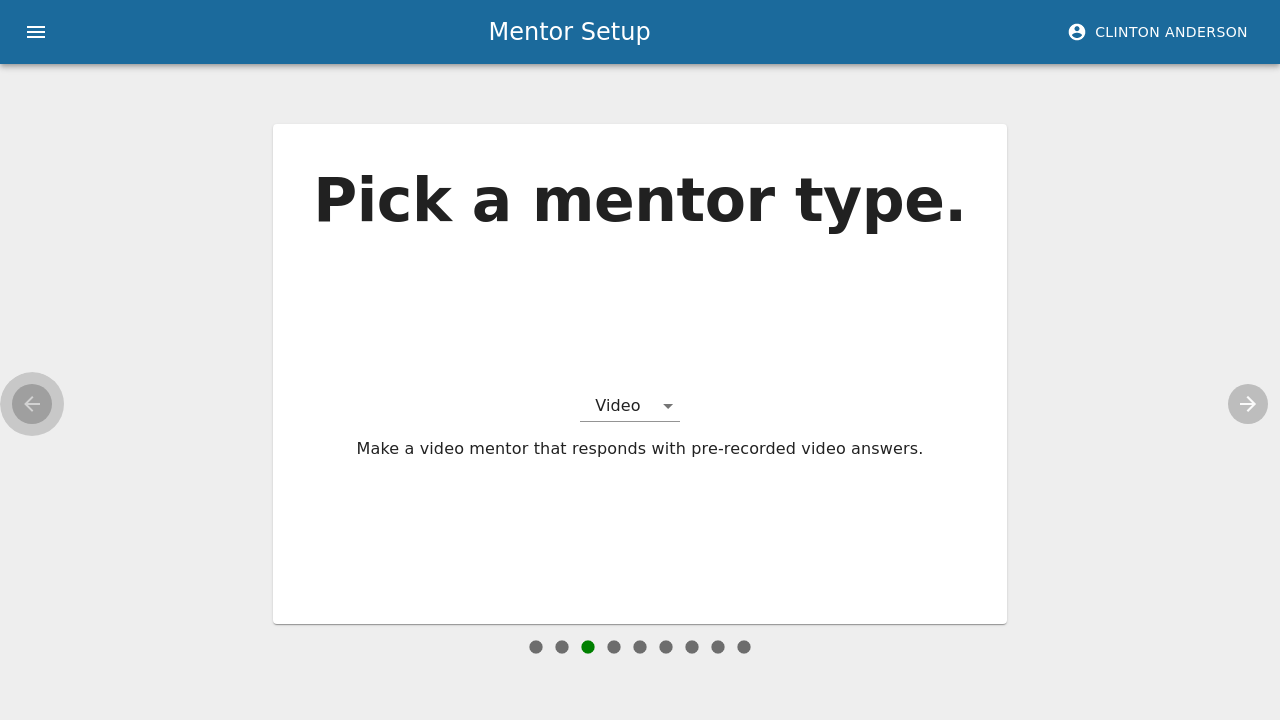 Mentor Setup
CLINTON ANDERSON
Pick a mentor type.
Video
Make a video mentor that responds with pre-recorded video answers.